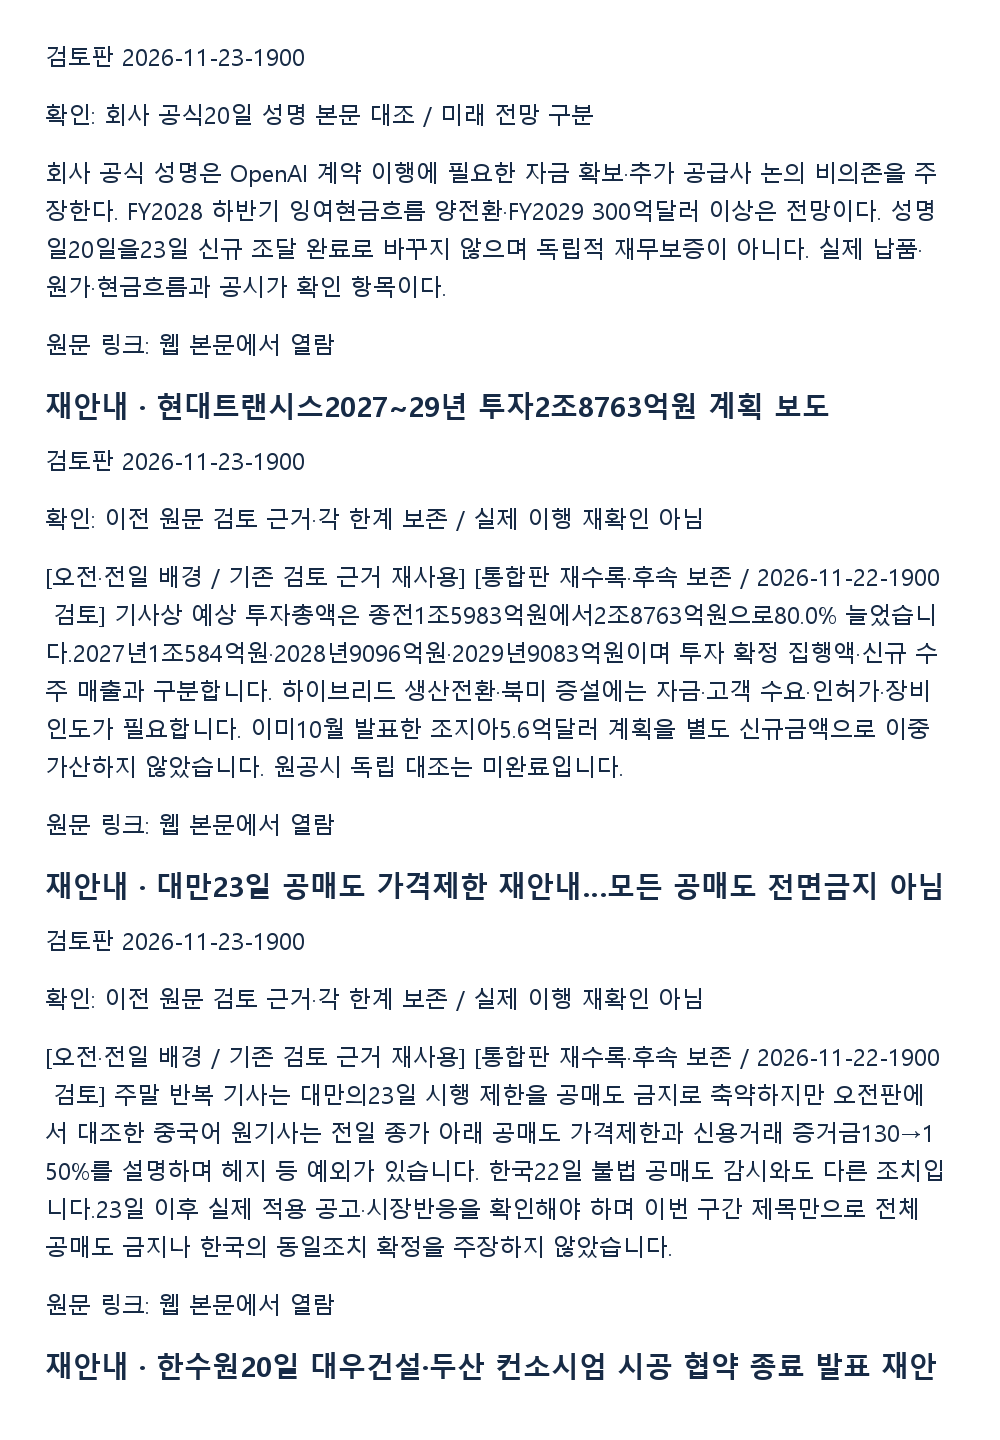 검토판 2026-11-23-1900
확인: 회사 공식20일 성명 본문 대조 / 미래 전망 구분
회사 공식 성명은 OpenAI 계약 이행에 필요한 자금 확보·추가 공급사 논의 비의존을 주
장한다. FY2028 하반기 잉여현금흐름 양전환·FY2029 300억달러 이상은 전망이다. 성명
일20일을23일 신규 조달 완료로 바꾸지 않으며 독립적 재무보증이 아니다. 실제 납품·
원가·현금흐름과 공시가 확인 항목이다.
원문 링크: 웹 본문에서 열람
재안내 · 현대트랜시스2027~29년 투자2조8763억원 계획 보도
검토판 2026-11-23-1900
확인: 이전 원문 검토 근거·각 한계 보존 / 실제 이행 재확인 아님
[오전·전일 배경 / 기존 검토 근거 재사용] [통합판 재수록·후속 보존 / 2026-11-22-1900
검토] 기사상 예상 투자총액은 종전1조5983억원에서2조8763억원으로80.0% 늘었습니
다.2027년1조584억원·2028년9096억원·2029년9083억원이며 투자 확정 집행액·신규 수
주 매출과 구분합니다. 하이브리드 생산전환·북미 증설에는 자금·고객 수요·인허가·장비
인도가 필요합니다. 이미10월 발표한 조지아5.6억달러 계획을 별도 신규금액으로 이중
가산하지 않았습니다. 원공시 독립 대조는 미완료입니다.
원문 링크: 웹 본문에서 열람
재안내 · 대만23일 공매도 가격제한 재안내…모든 공매도 전면금지 아님
검토판 2026-11-23-1900
확인: 이전 원문 검토 근거·각 한계 보존 / 실제 이행 재확인 아님
[오전·전일 배경 / 기존 검토 근거 재사용] [통합판 재수록·후속 보존 / 2026-11-22-1900
검토] 주말 반복 기사는 대만의23일 시행 제한을 공매도 금지로 축약하지만 오전판에
서 대조한 중국어 원기사는 전일 종가 아래 공매도 가격제한과 신용거래 증거금130→1
50%를 설명하며 헤지 등 예외가 있습니다. 한국22일 불법 공매도 감시와도 다른 조치입
니다.23일 이후 실제 적용 공고·시장반응을 확인해야 하며 이번 구간 제목만으로 전체
공매도 금지나 한국의 동일조치 확정을 주장하지 않았습니다.
원문 링크: 웹 본문에서 열람
재안내 · 한수원20일 대우건설·두산 컨소시엄 시공 협약 종료 발표 재안